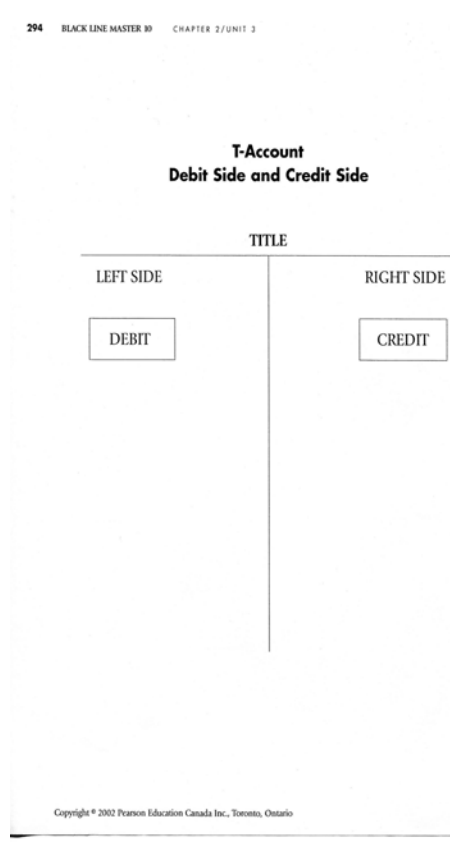 294 BLACK LINE MASTER 10 CHAPTER 2/UNIT 3
T-Account
Debit Side and Credit Side
TITLE
LEFT SIDE RIGHT SIDE
DEBIT CREDIT
Copyright © 2002 Pearson Education Canada Inc., Toronto, Ontario